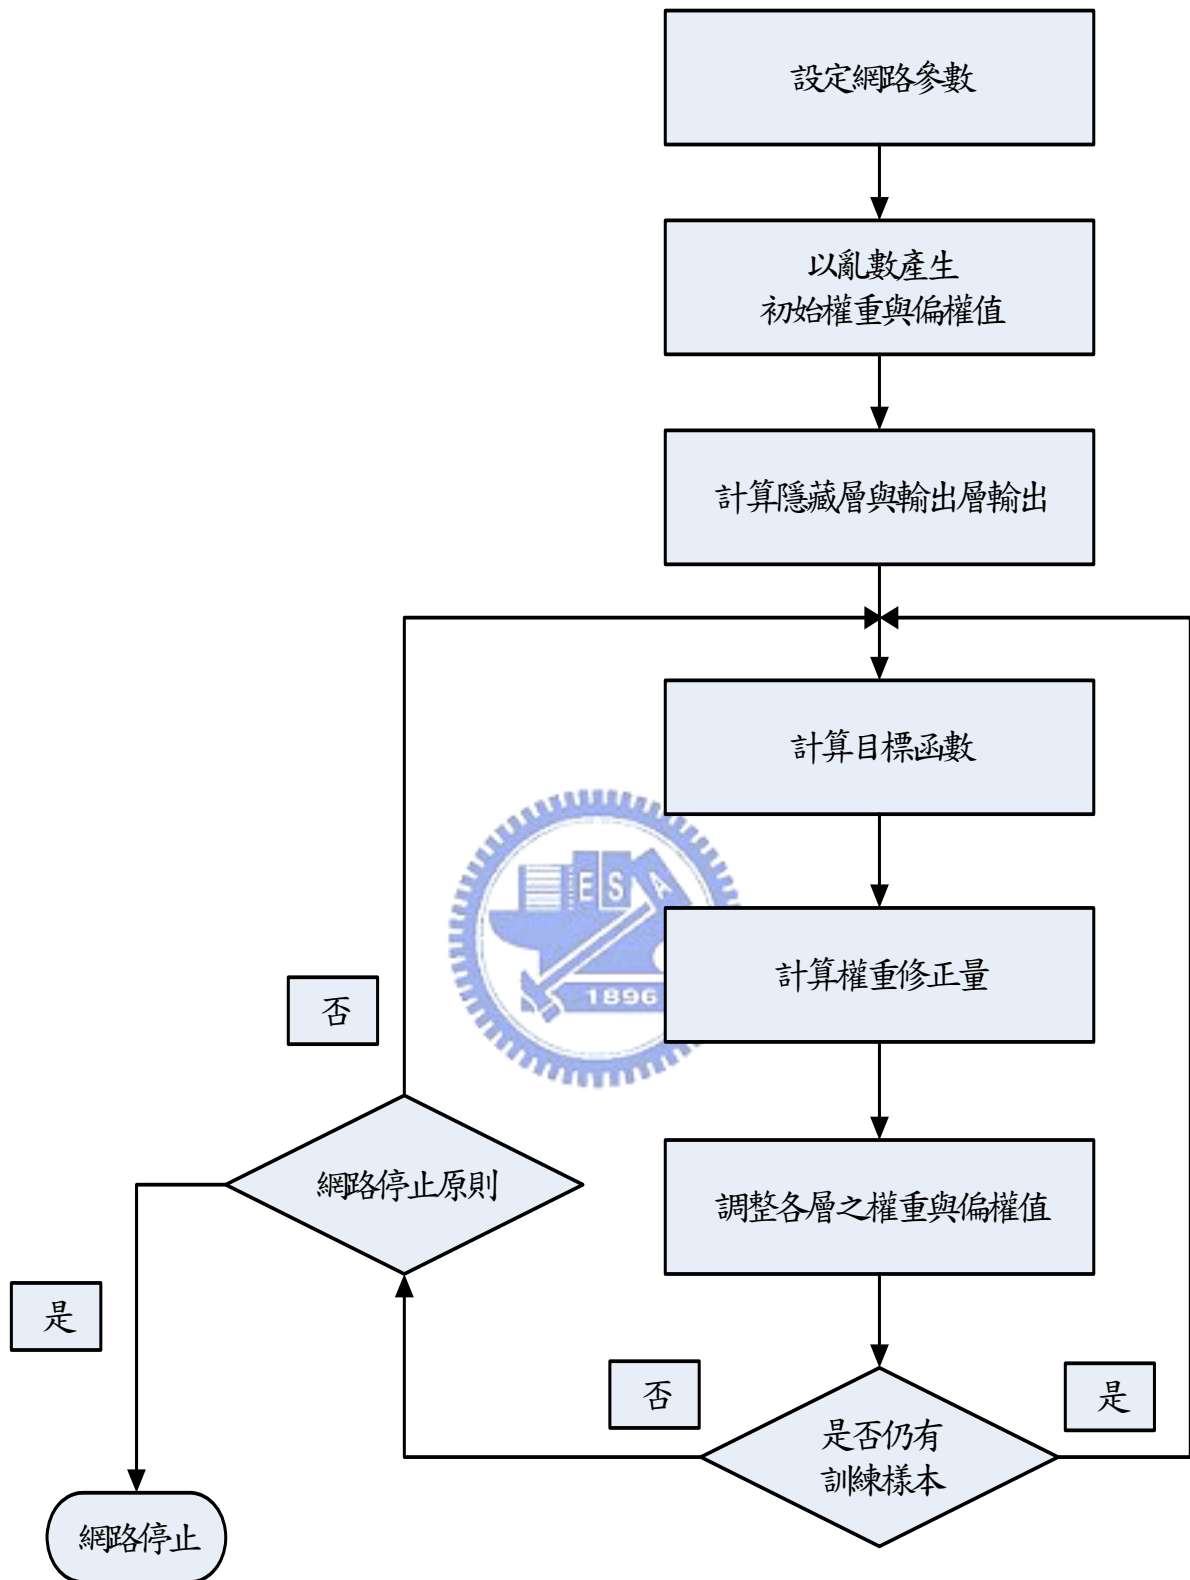 設定網路參數
以亂數產生
初始權重與偏權值
計算隱藏層與輸出層輸出
計算目標函數
E S A
1896
計算權重修正量
否
網路停止原則
調整各層之權重與偏權值
是
否
是
是否仍有
訓練樣本
網路停止